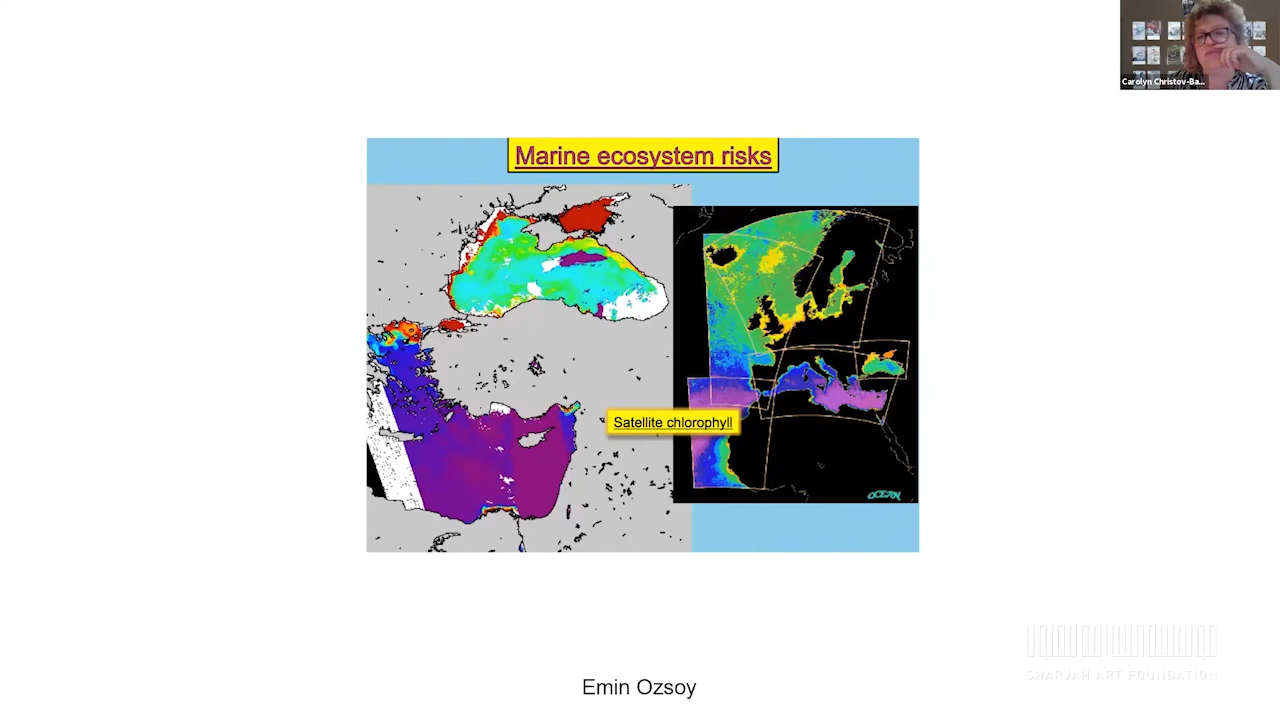 Carolyn Christov-Ba...
Marine ecosystem risks
Satellite chlorophyll
OCEAN
SHARJAH ART FOUNDATION
Emin Ozsoy